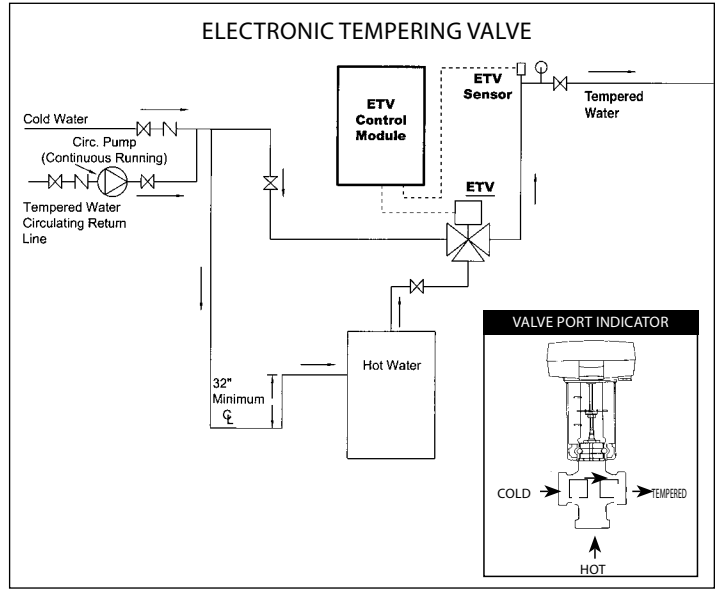 ELECTRONIC TEMPERING VALVE
ETV
Control
Module
ETV
Sensor
Tempered
Water
Cold Water
Circ. Pump
(Continuous Running)
Tempered Water
Circulating Return
Line
ETV
Hot Water
32"
Minimum
℄
VALVE PORT INDICATOR
COLD
TEMPERED
HOT